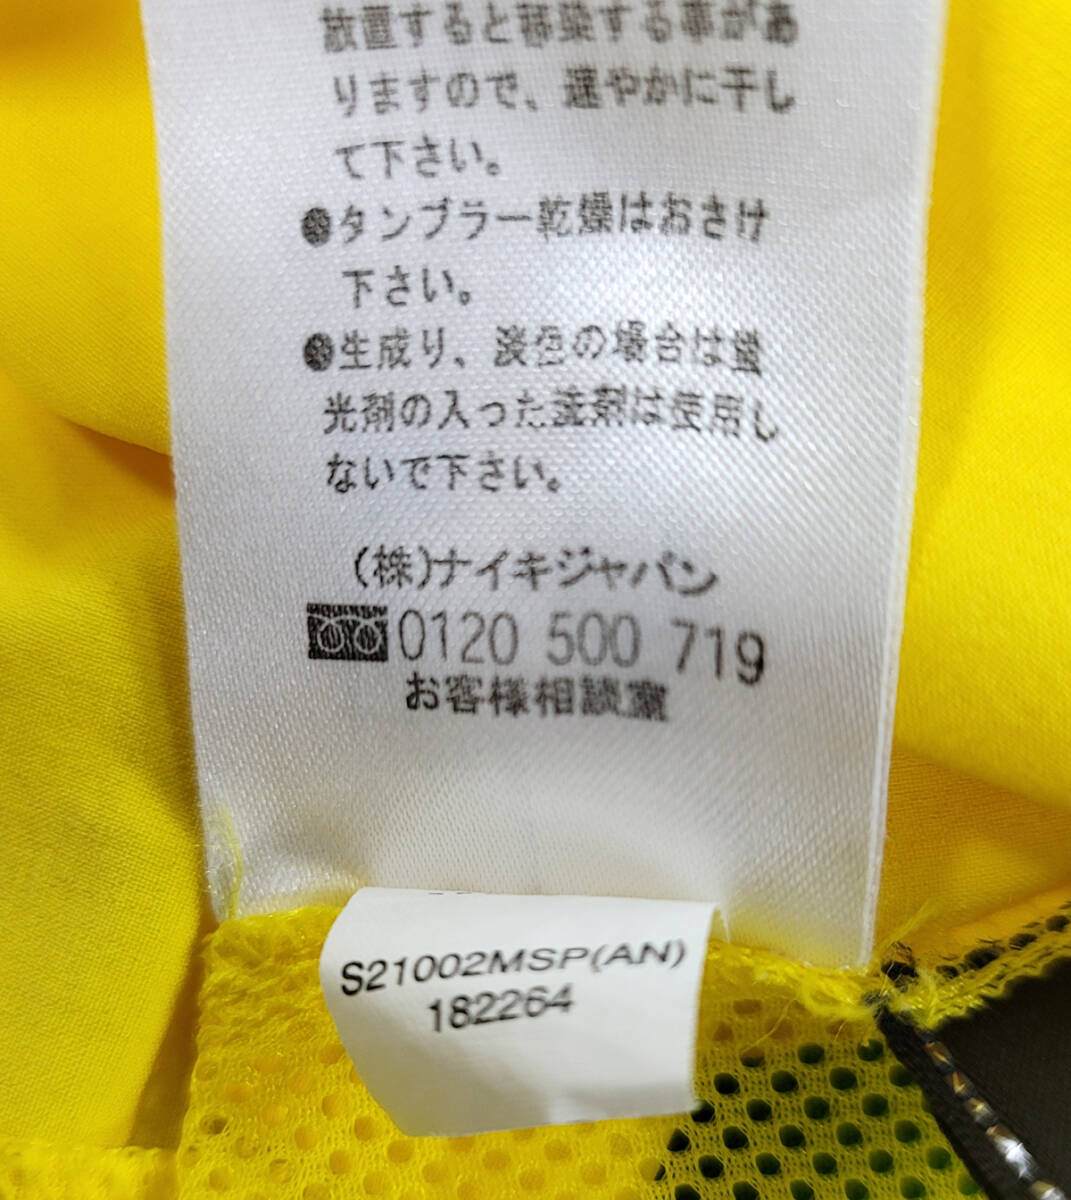 放置すると移染する事があ
りますので、速やかに干し
て下さい。
●タンブラー乾燥はおさけ
下さい。
●生成り、淡色の場合は蛍
光剤の入った洗剤は使用し
ないで下さい。
(株)ナイキジャパン
0120 500 719
お客様相談室
S21002MSP(AN)
182264